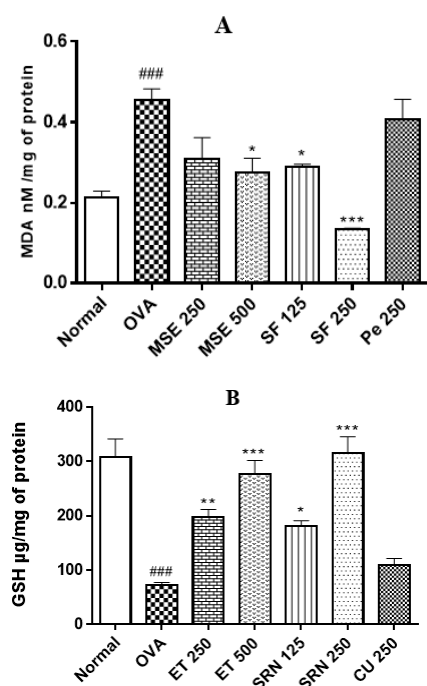 A
MDA nM /mg of protein
0.6
0.4
0.2
0.0
###
*
*
***
Normal
OVA
MSE 250
MSE 500
SF 125
SF 250
Pe 250
B
GSH µg/mg of protein
400
300
200
100
0
###
**
***
*
***
Normal
OVA
ET 250
ET 500
SRN 125
SRN 250
CU 250